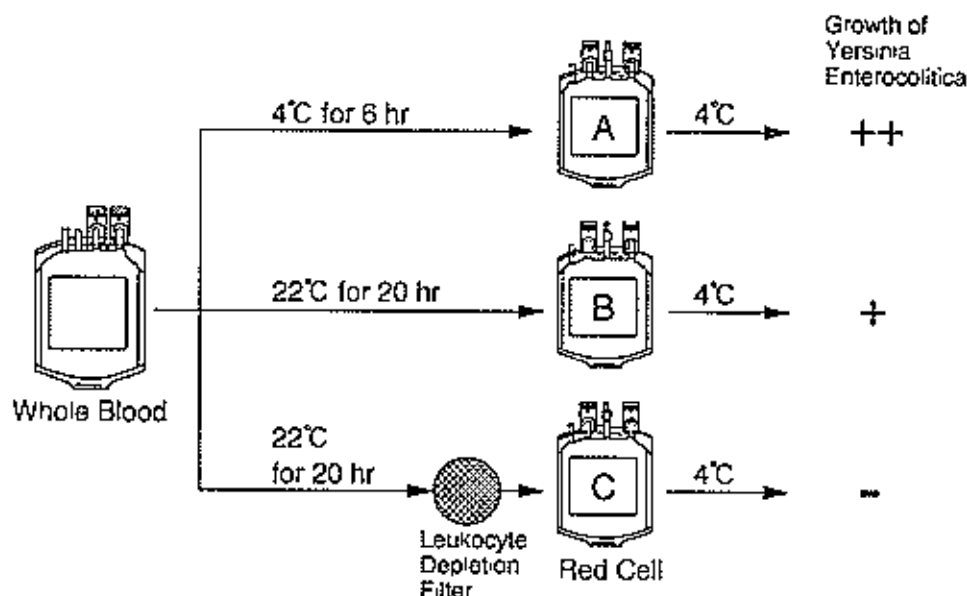 Growth of
Yersinia
Enterocolitica
4°C for 6 hr
A
4°C
++
22°C for 20 hr
B
4°C
±
Whole Blood
22°C
for 20 hr
C
4°C
-
Leukocyte
Depletion
Filter
Red Cell